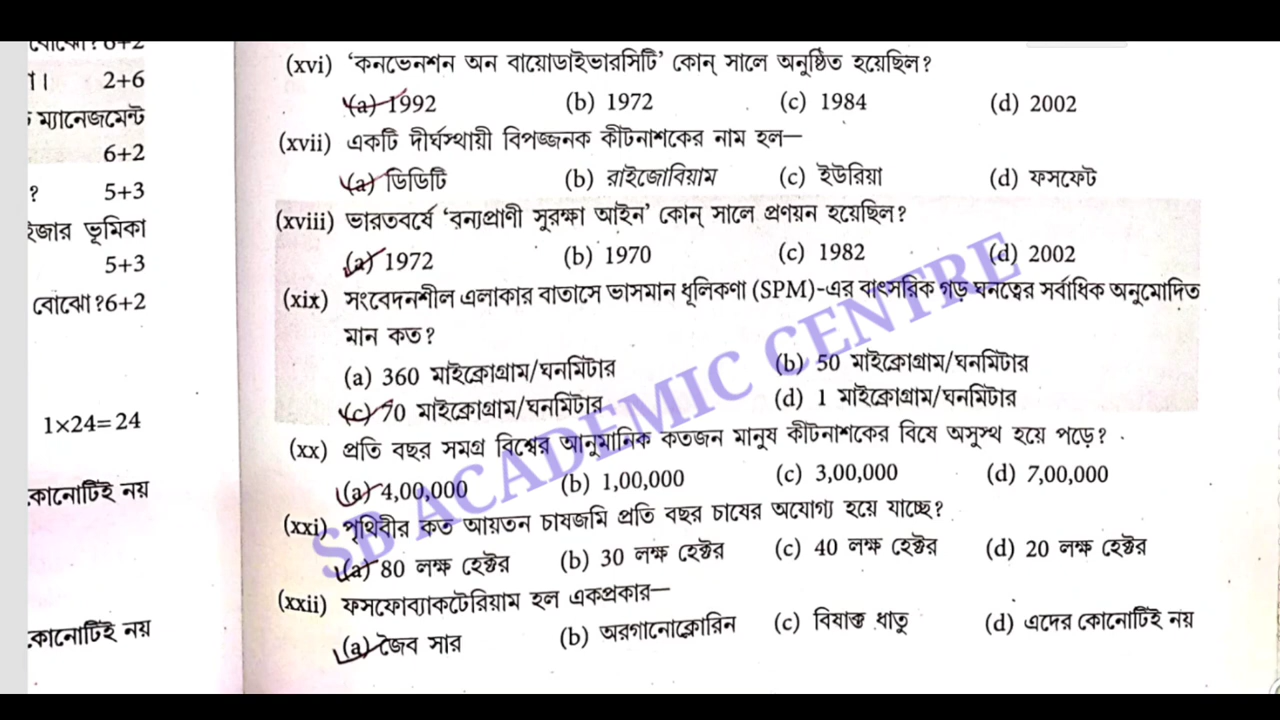 6+2
2+6
ম্যানেজমেন্ট
6+2
? 5+3
ইজার ভূমিকা
5+3
বোঝো ?6+2
1×24=24
কোনোটিই নয়
কোনোটিই নয়
(xvi) ‘কনভেনশন অন বায়োডাইভারসিটি’ কোন্ সালে অনুষ্ঠিত হয়েছিল?
(a) 1992 (b) 1972 (c) 1984 (d) 2002
(xvii) একটি দীর্ঘস্থায়ী বিপজ্জনক কীটনাশকের নাম হল—
(a) ডিডিটি (b) রাইজোবিয়াম (c) ইউরিয়া (d) ফসফেট
(xviii) ভারতবর্ষে ‘বন্যপ্রাণী সুরক্ষা আইন’ কোন্ সালে প্রণয়ন হয়েছিল?
(a) 1972 (b) 1970 (c) 1982 (d) 2002
(xix) সংবেদনশীল এলাকার বাতাসে ভাসমান ধূলিকণা (SPM)-এর বাৎসরিক গড় ঘনত্বের সর্বাধিক অনুমোদিত
মান কত?
(a) 360 মাইক্রোগ্রাম/ঘনমিটার (b) 50 মাইক্রোগ্রাম/ঘনমিটার
(c) 70 মাইক্রোগ্রাম/ঘনমিটার (d) 1 মাইক্রোগ্রাম/ঘনমিটার
(xx) প্রতি বছর সমগ্র বিশ্বের আনুমানিক কতজন মানুষ কীটনাশকের বিষে অসুস্থ হয়ে পড়ে?
(a) 4,00,000 (b) 1,00,000 (c) 3,00,000 (d) 7,00,000
(xxi) পৃথিবীর কত আয়তন চাষজমি প্রতি বছর চাষের অযোগ্য হয়ে যাচ্ছে?
(a) 80 লক্ষ হেক্টর (b) 30 লক্ষ হেক্টর (c) 40 লক্ষ হেক্টর (d) 20 লক্ষ হেক্টর
(xxii) ফসফোব্যাকটেরিয়াম হল একপ্রকার—
(a) জৈব সার (b) অরগানোক্লোরিন (c) বিষাক্ত ধাতু (d) এদের কোনোটিই নয়
SB ACADEMIC CENTRE